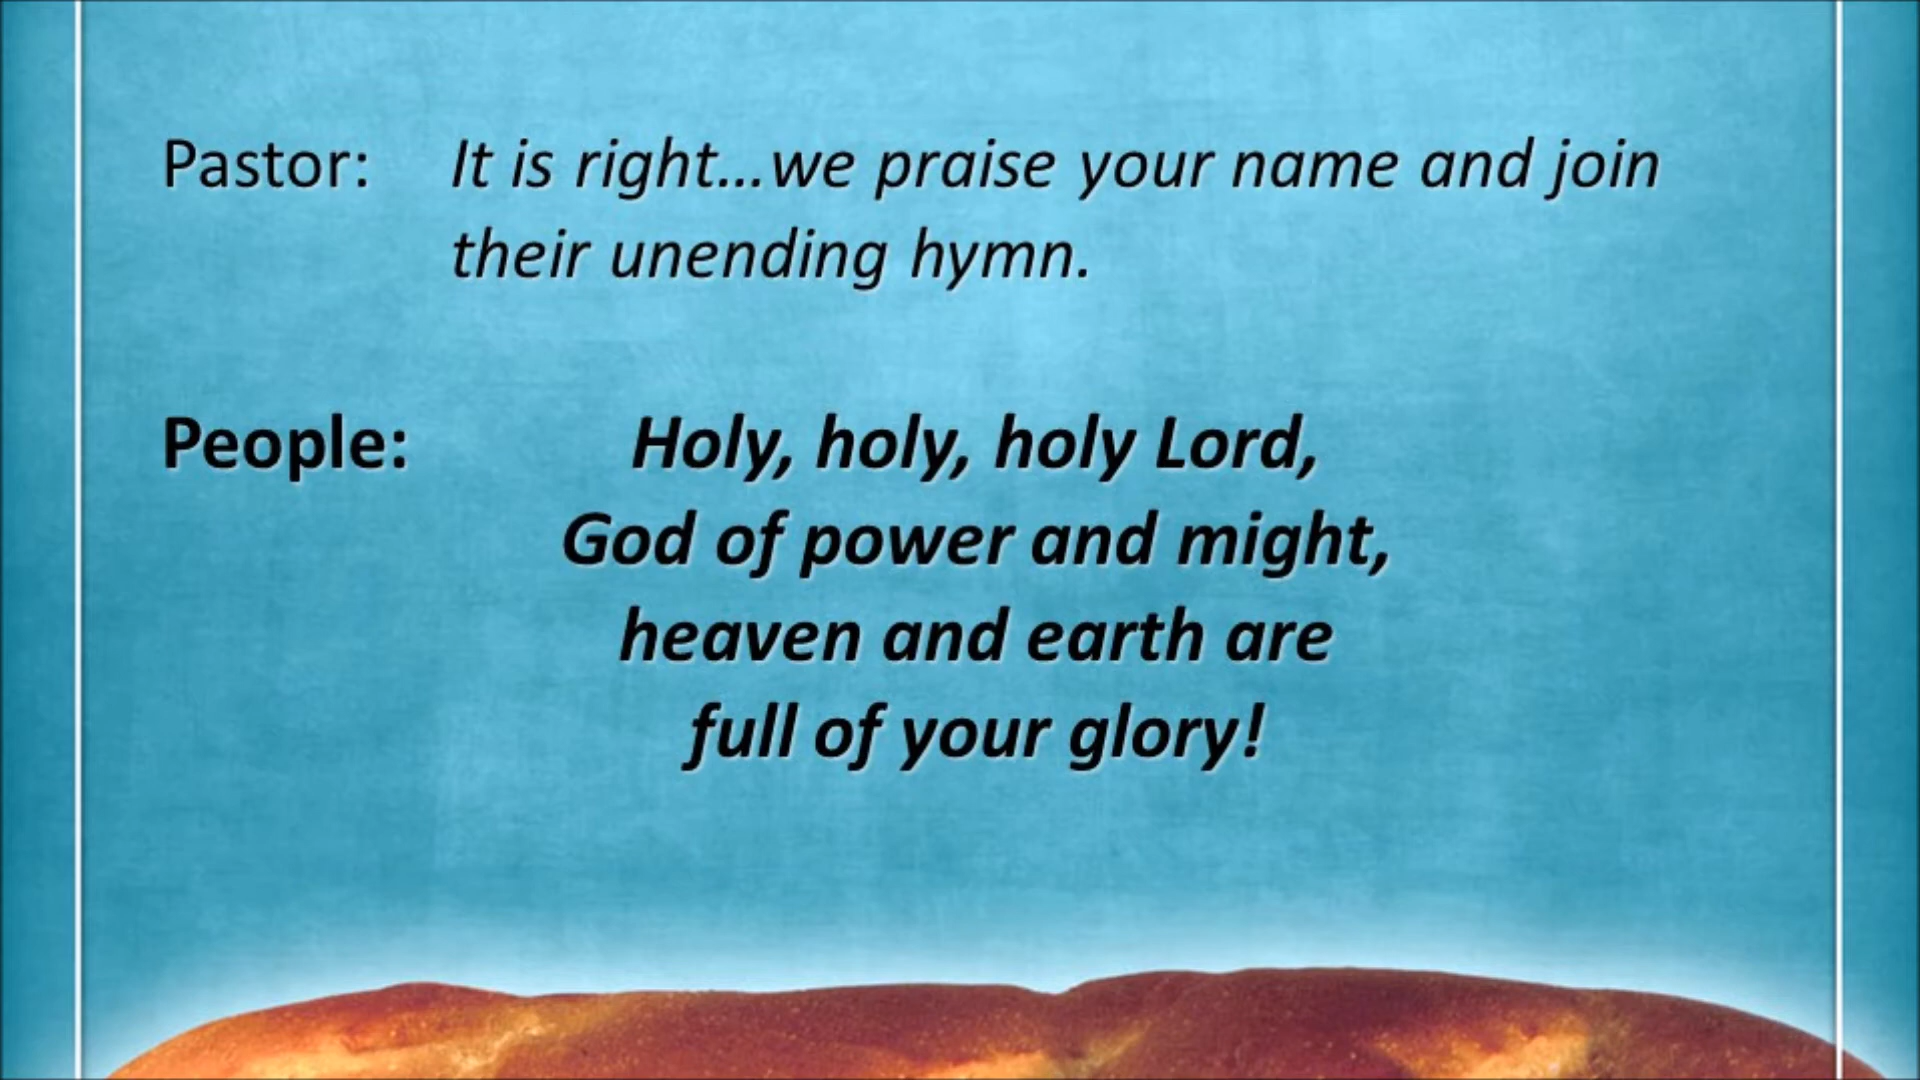 Pastor: It is right...we praise your name and join
their unending hymn.
People: Holy, holy, holy Lord,
God of power and might,
heaven and earth are
full of your glory!